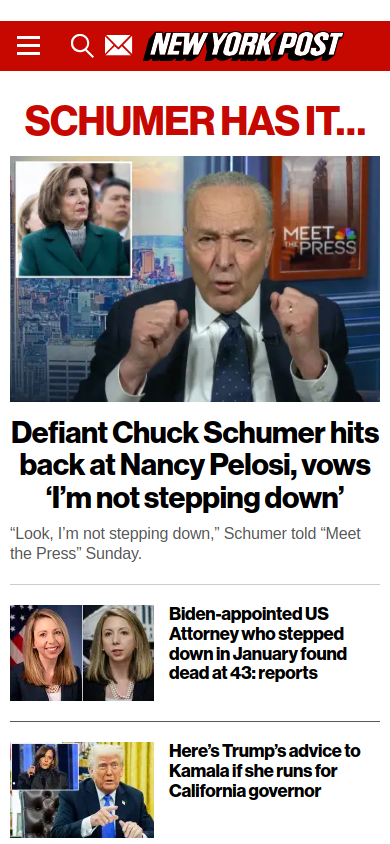 NEW YORK POST
SCHUMER HAS IT...
MEET
THE PRESS
Defiant Chuck Schumer hits
back at Nancy Pelosi, vows
‘I’m not stepping down’
“Look, I’m not stepping down,” Schumer told “Meet
the Press” Sunday.
Biden-appointed US
Attorney who stepped
down in January found
dead at 43: reports
Here’s Trump’s advice to
Kamala if she runs for
California governor